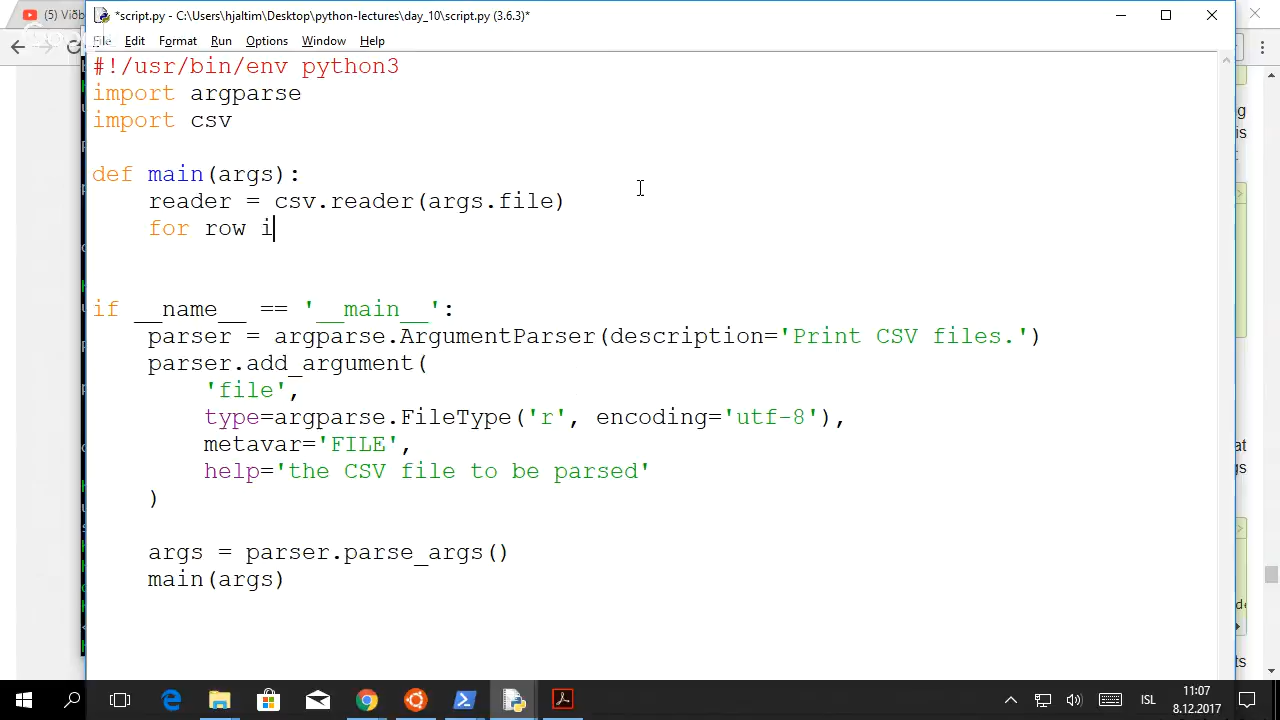 (5) Viðb
*script.py - C:\Users\hjaltim\Desktop\python-lectures\day_10\script.py (3.6.3)*
File Edit Format Run Options Window Help
#!/usr/bin/env python3
import argparse
import csv
def main(args):
reader = csv.reader(args.file)
for row i
if __name__ == '__main__':
parser = argparse.ArgumentParser(description='Print CSV files.')
parser.add_argument(
'file',
type=argparse.FileType('r', encoding='utf-8'),
metavar='FILE',
help='the CSV file to be parsed'
)
args = parser.parse_args()
main(args)
ISL
11:07
8.12.2017